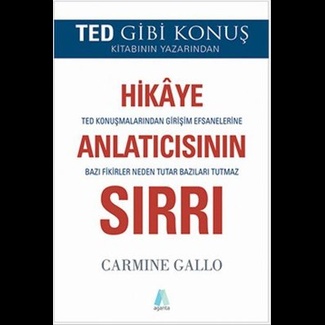 TED GİBİ KONUŞ
KİTABININ YAZARINDAN
HİKÂYE
TED KONUŞMALARINDAN GİRİŞİM EFSANELERİNE
ANLATICISININ
BAZI FİKİRLER NEDEN TUTAR BAZILARI TUTMAZ
SIRRI
CARMINE GALLO
aganta